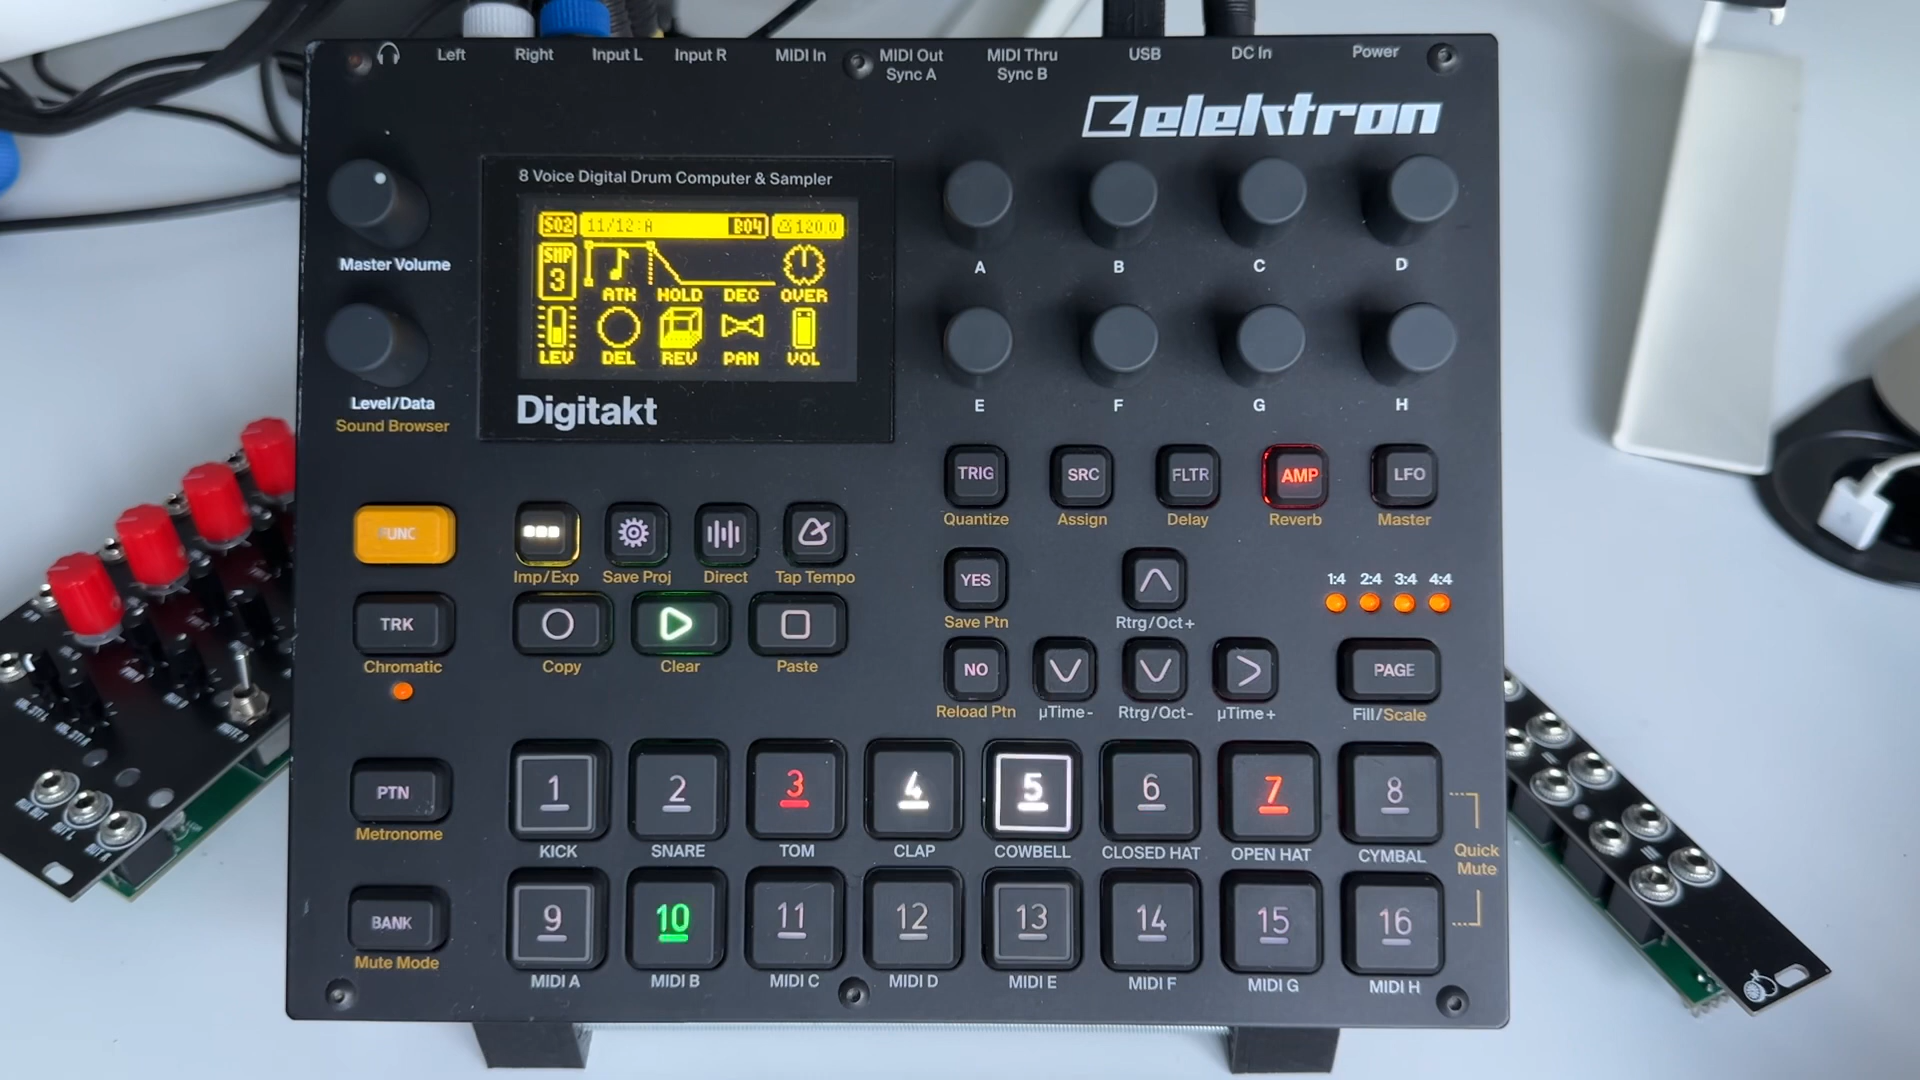 Left Right Input L Input R MIDI In MIDI Out MIDI Thru USB DC In Power
Sync A Sync B
elektron
8 Voice Digital Drum Computer & Sampler
S02 11/12:A B04 120.0
SMP
3
ATK HOLD DEC OVER
LEV DEL REV PAN VOL
Digitakt
Master Volume
Level/Data
Sound Browser
A B C D
E F G H
TRIG SRC FLTR AMP LFO
Quantize Assign Delay Reverb Master
FUNC
Imp/Exp Save Proj Direct Tap Tempo
YES
Save Ptn Rtrg/Oct+
1:4 2:4 3:4 4:4
TRK
Chromatic
Copy Clear Paste
NO PAGE
Reload Ptn µTime- Rtrg/Oct- µTime+ Fill/Scale
PTN
Metronome
1 2 3 4 5 6 7 8
KICK SNARE TOM CLAP COWBELL CLOSED HAT OPEN HAT CYMBAL
Quick
Mute
BANK
Mute Mode
9 10 11 12 13 14 15 16
MIDI A MIDI B MIDI C MIDI D MIDI E MIDI F MIDI G MIDI H